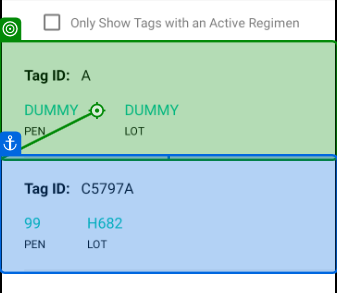 Only Show Tags with an Active Regimen
Tag ID: A
DUMMY DUMMY
PEN LOT
Tag ID: C5797A
99 H682
PEN LOT